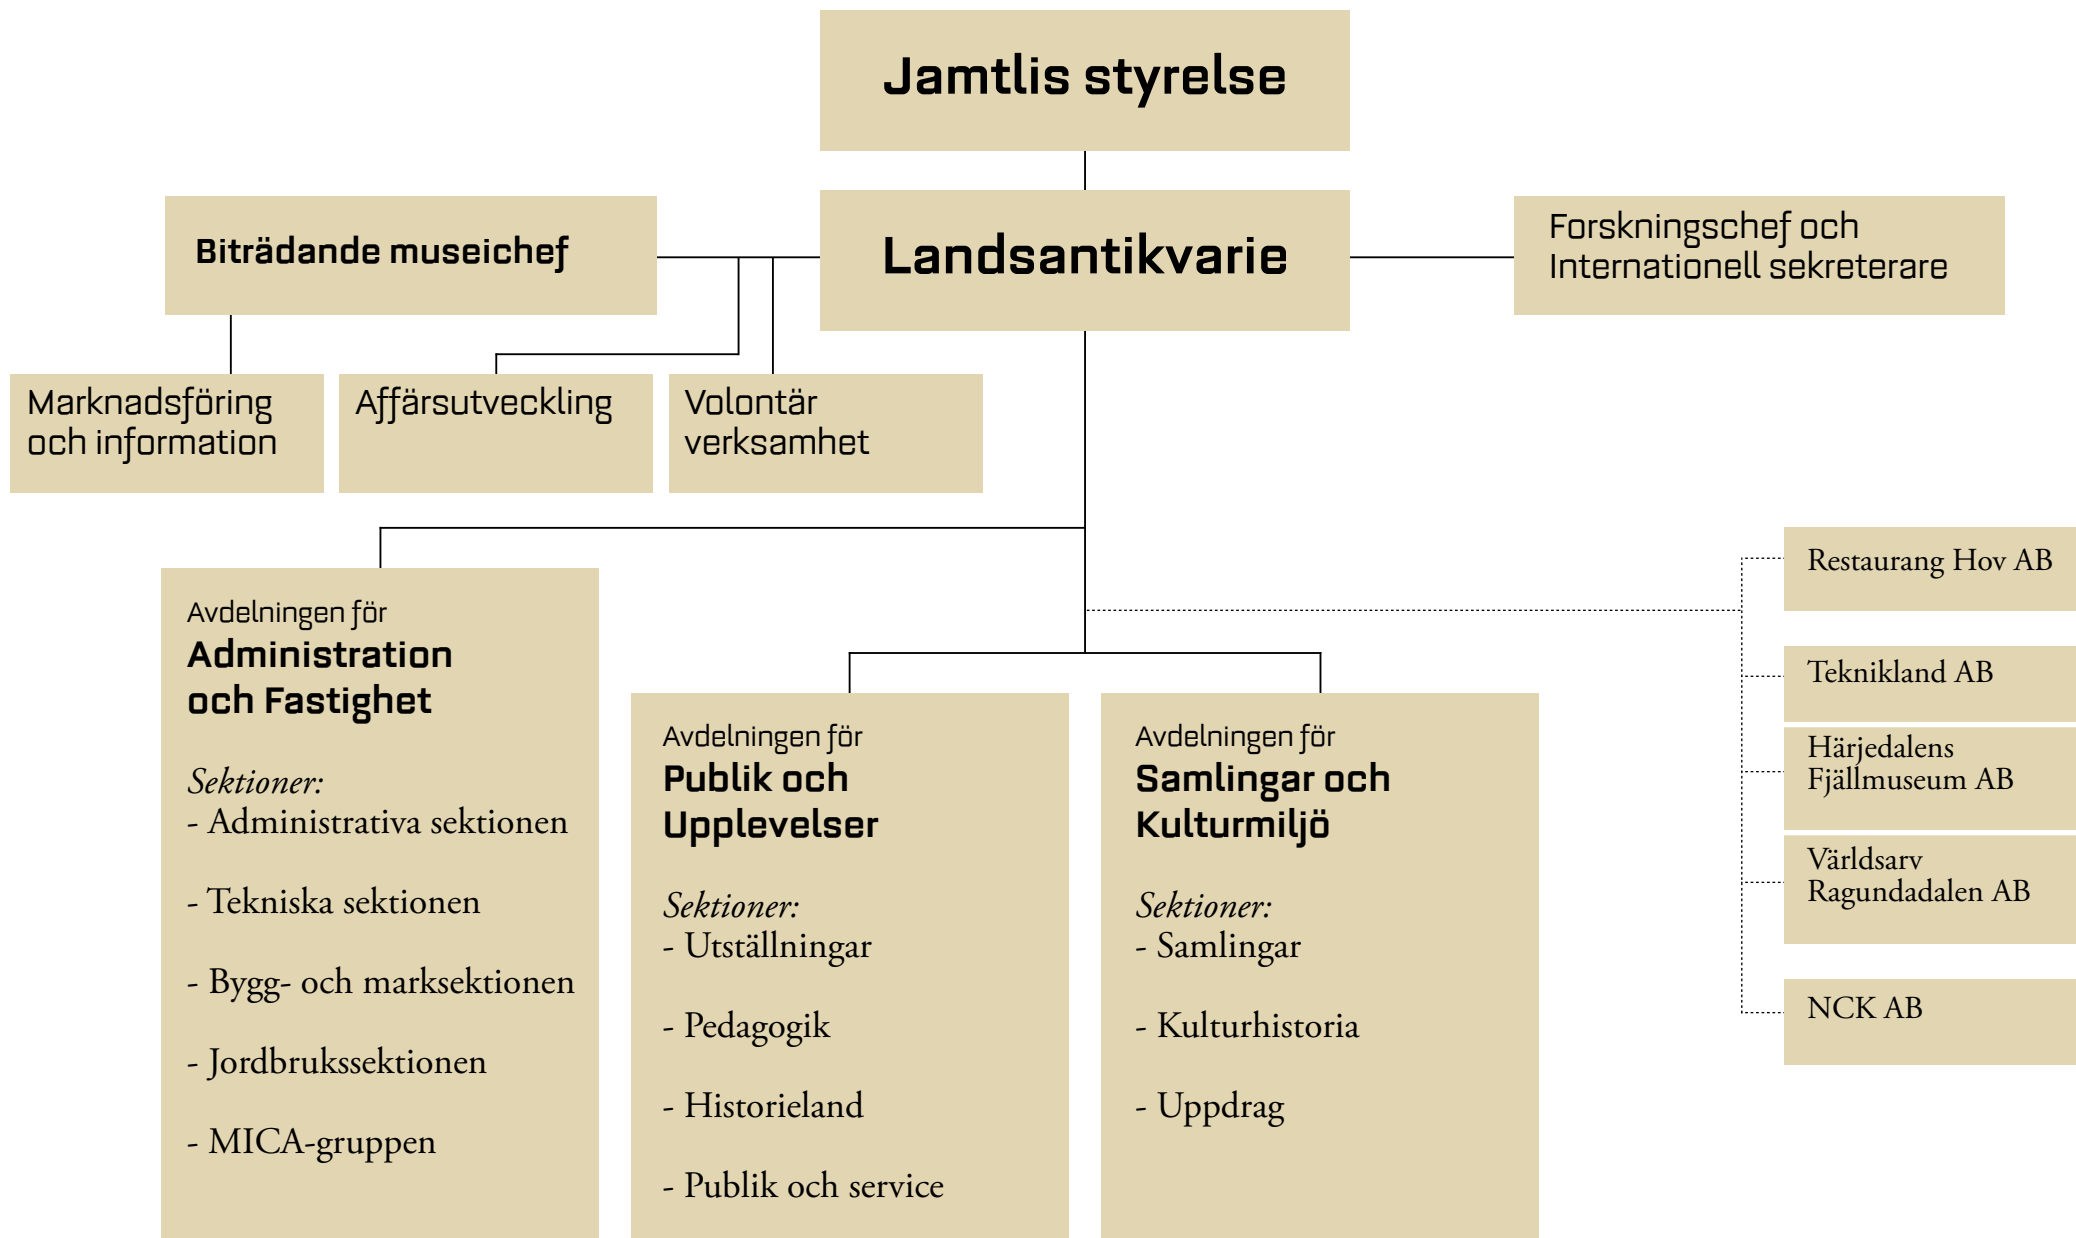 Jamtlis styrelse
Biträdande museichef
Landsantikvarie
Forskningschef och
Internationell sekreterare
Marknadsföring
och information
Affärsutveckling
Volontär
verksamhet
Avdelningen för
Administration
och Fastighet
Sektioner:
- Administrativa sektionen
- Tekniska sektionen
- Bygg- och marksektionen
- Jordbrukssektionen
- MICA-gruppen
Avdelningen för
Publik och
Upplevelser
Sektioner:
- Utställningar
- Pedagogik
- Historieland
- Publik och service
Avdelningen för
Samlingar och
Kulturmiljö
Sektioner:
- Samlingar
- Kulturhistoria
- Uppdrag
Restaurang Hov AB
Teknikland AB
Härjedalens
Fjällmuseum AB
Världsarv
Ragundadalen AB
NCK AB